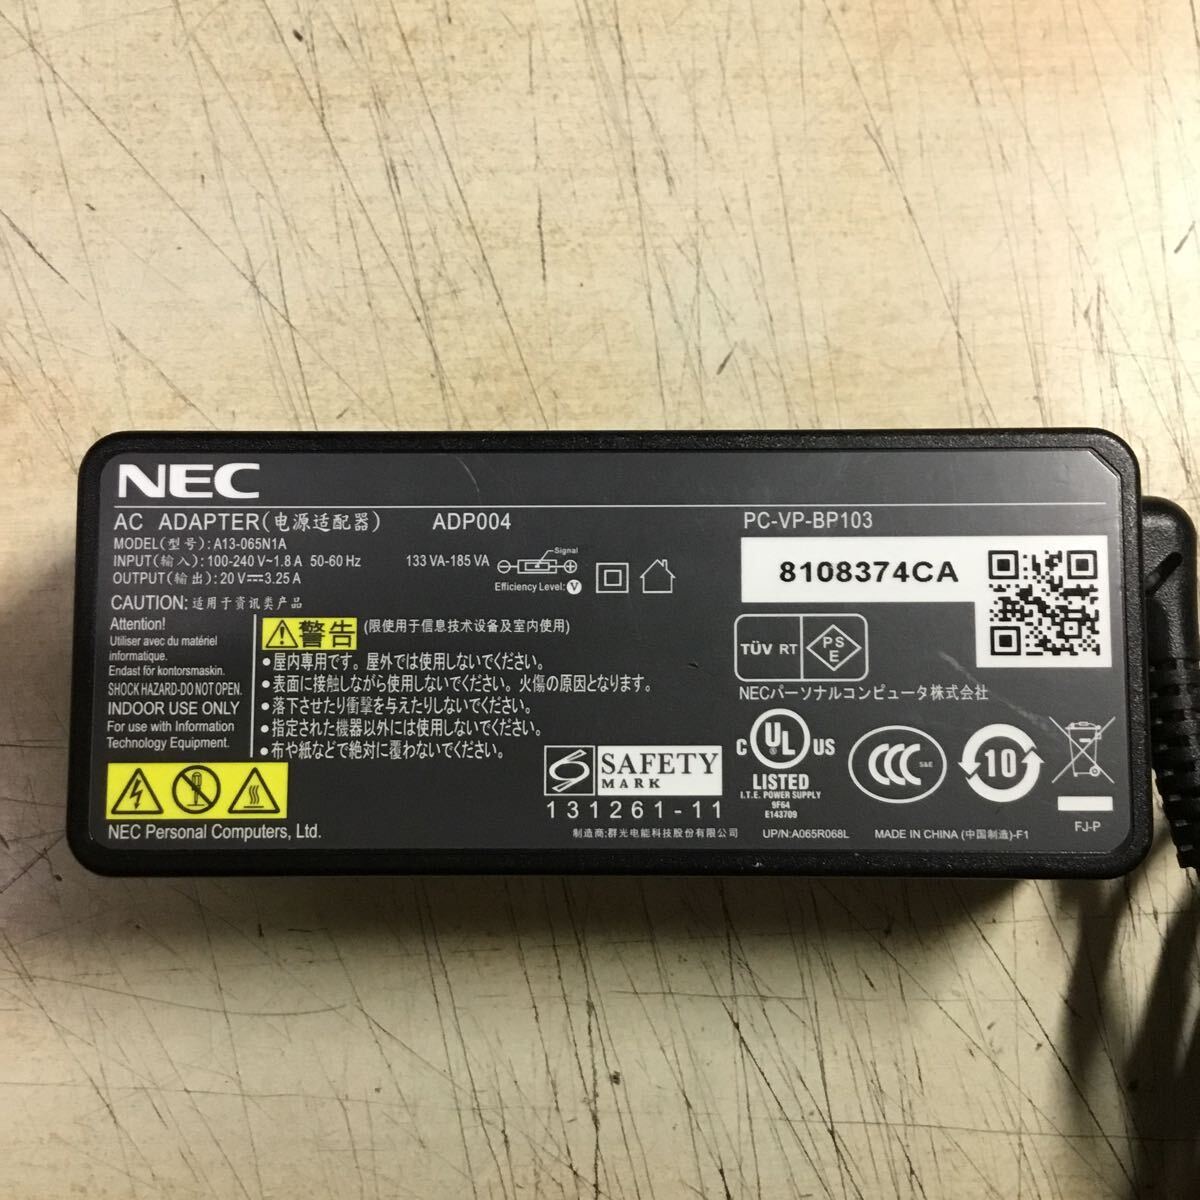 NEC
AC ADAPTER(电源适配器) ADP004 PC-VP-BP103
MODEL(型号):A13-065N1A
INPUT(输入):100-240 V~1.8 A 50-60 Hz 133 VA-185 VA
OUTPUT(输出):20 V⎓3.25 A
Signal
Efficiency Level: V
8108374CA
CAUTION:适用于资讯类产品
Attention!
Utiliser avec du matériel
informatique.
Endast för kontorsmaskin.
SHOCK HAZARD-DO NOT OPEN.
INDOOR USE ONLY
For use with Information
Technology Equipment.
NEC Personal Computers, Ltd.
警告 (限使用于信息技术设备及室内使用)
•屋内専用です。屋外では使用しないでください。
•表面に接触しながら使用しないでください。火傷の原因となります。
•落下させたり衝撃を与えたりしないでください。
•指定された機器以外には使用しないでください。
•布や紙などで絶対に覆わないでください。
SAFETY
MARK
131261-11
制造商:群光电能科技股份有限公司
TÜV RT
PS
E
NECパーソナルコンピュータ株式会社
C UL US
LISTED
I.T.E. POWER SUPPLY
9F64
E143709
CCC S&E
10
UP/N:A065R068L
MADE IN CHINA (中国制造)-F1
FJ-P